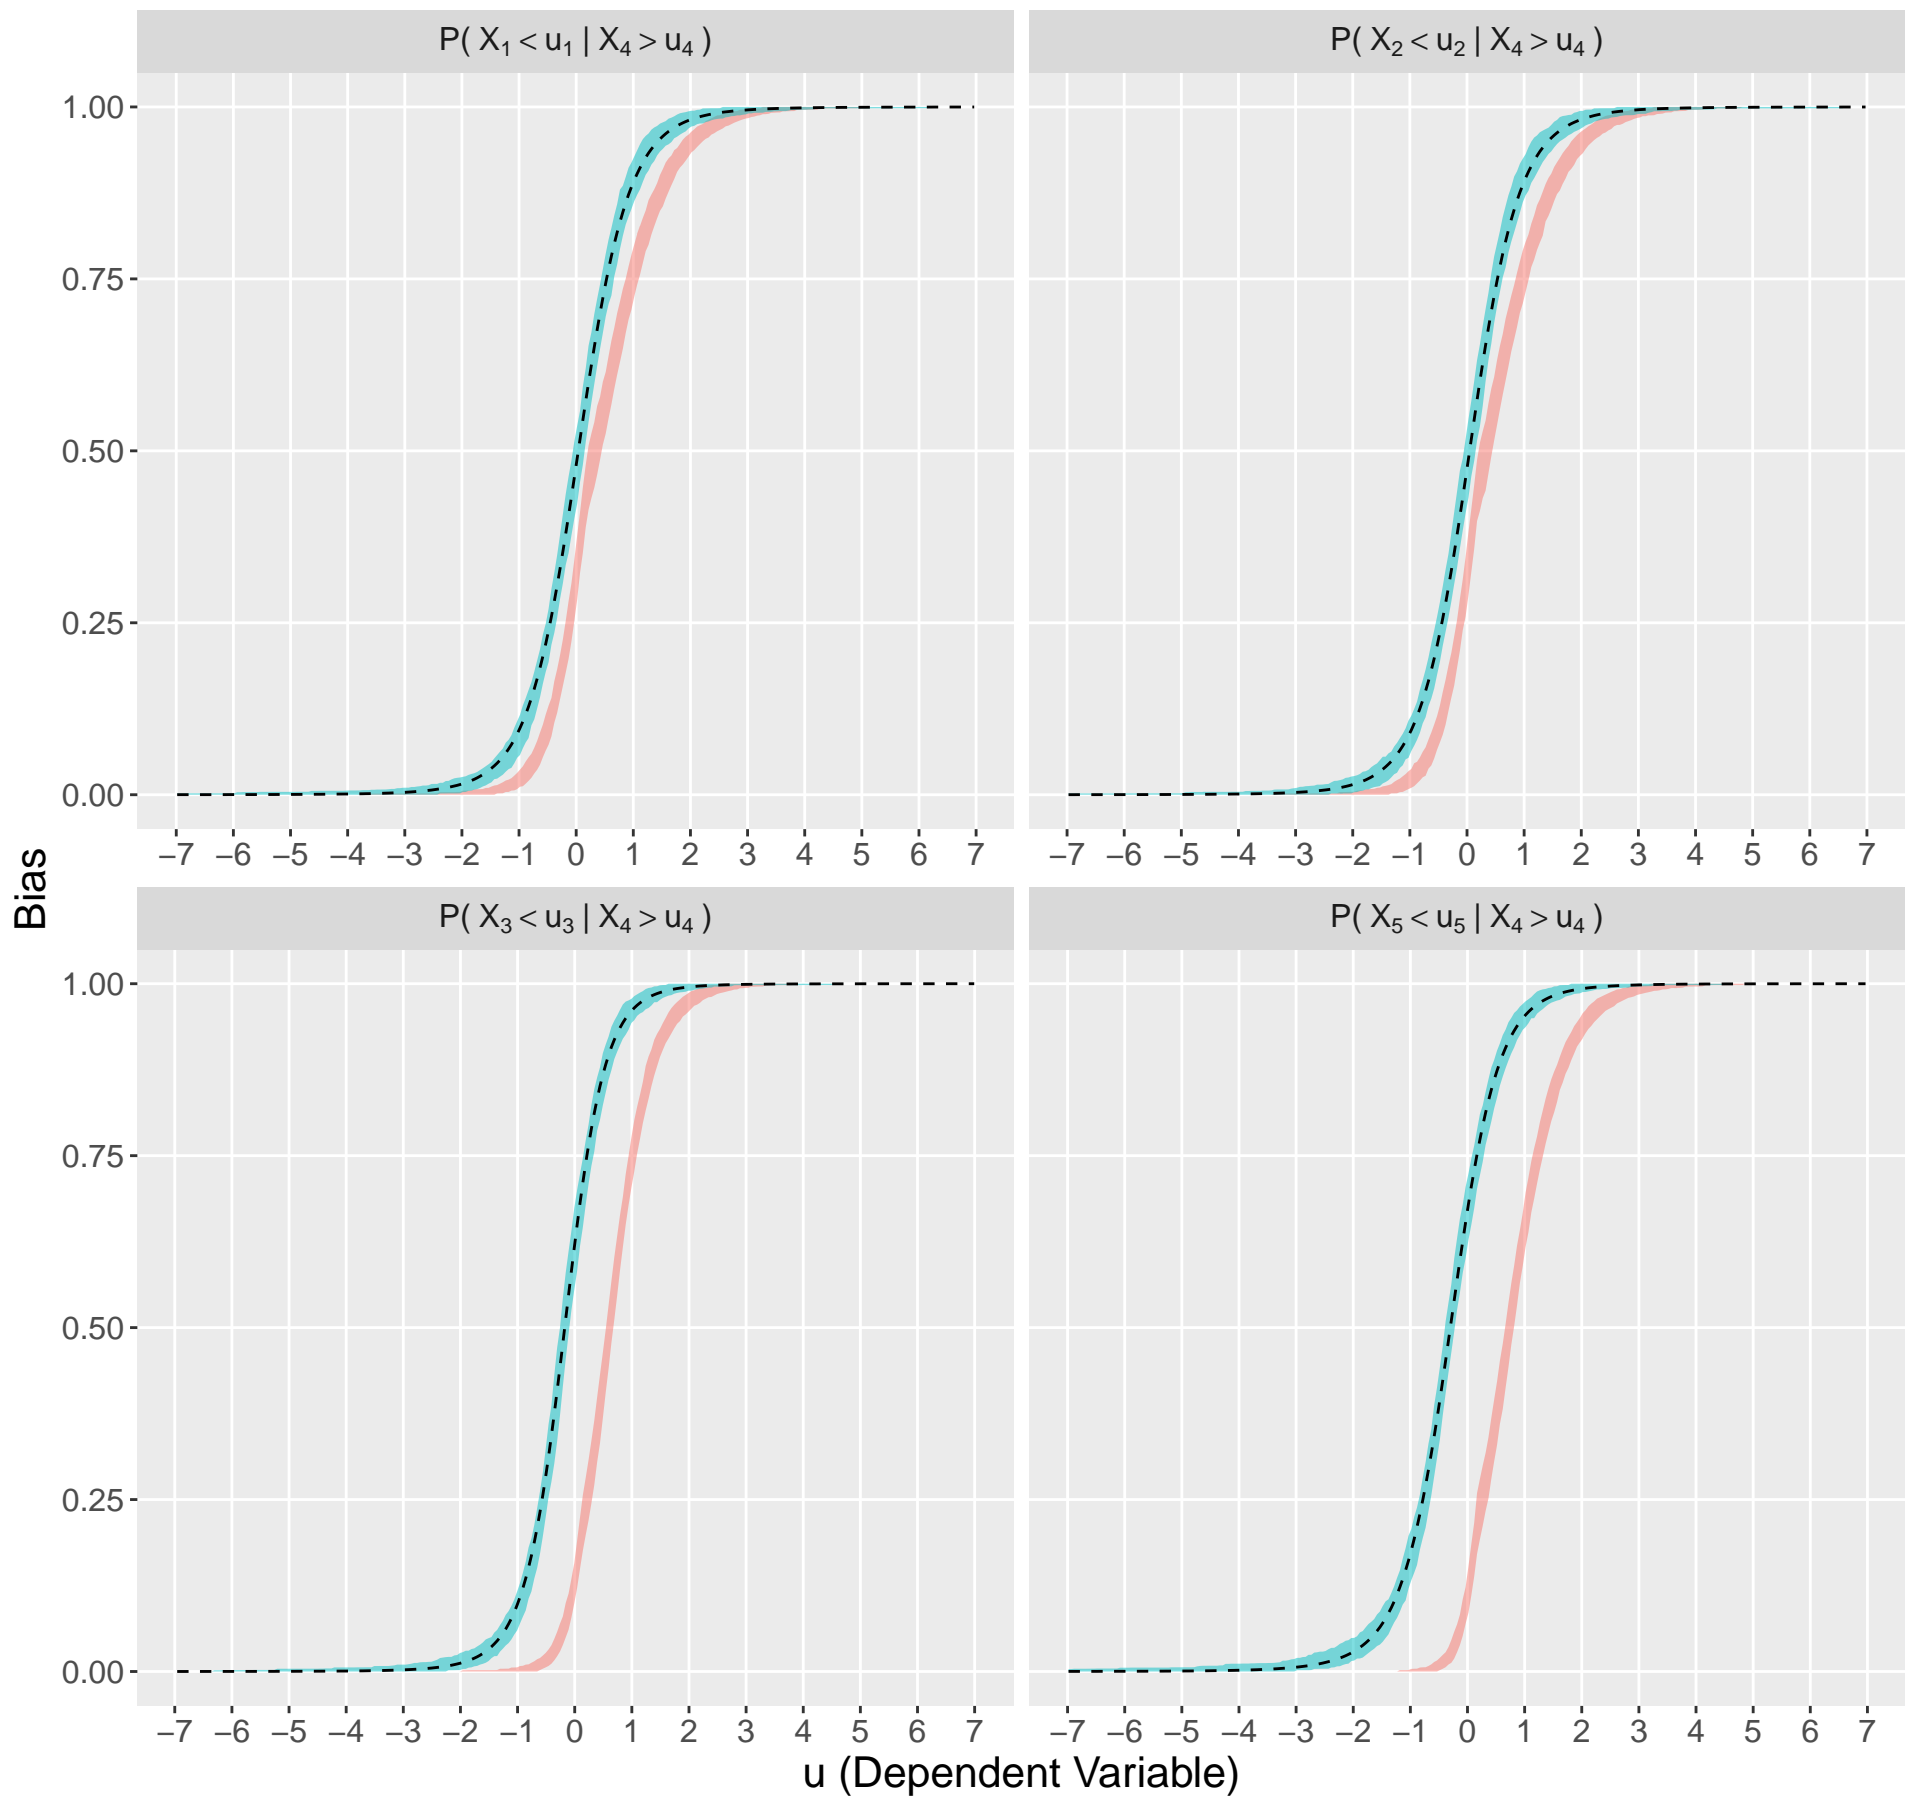 P( X₁ < u₁ | X₄ > u₄ )
P( X₂ < u₂ | X₄ > u₄ )
1.00
0.75
0.50
0.25
0.00
−7 −6 −5 −4 −3 −2 −1 0 1 2 3 4 5 6 7
−7 −6 −5 −4 −3 −2 −1 0 1 2 3 4 5 6 7
Bias
P( X₃ < u₃ | X₄ > u₄ )
P( X₅ < u₅ | X₄ > u₄ )
1.00
0.75
0.50
0.25
0.00
−7 −6 −5 −4 −3 −2 −1 0 1 2 3 4 5 6 7
−7 −6 −5 −4 −3 −2 −1 0 1 2 3 4 5 6 7
u (Dependent Variable)